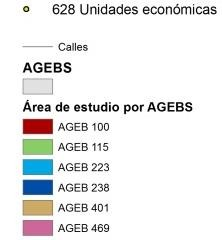 628 Unidades económicas
Calles
AGEBS
Área de estudio por AGEBS
AGEB 100
AGEB 115
AGEB 223
AGEB 238
AGEB 401
AGEB 469